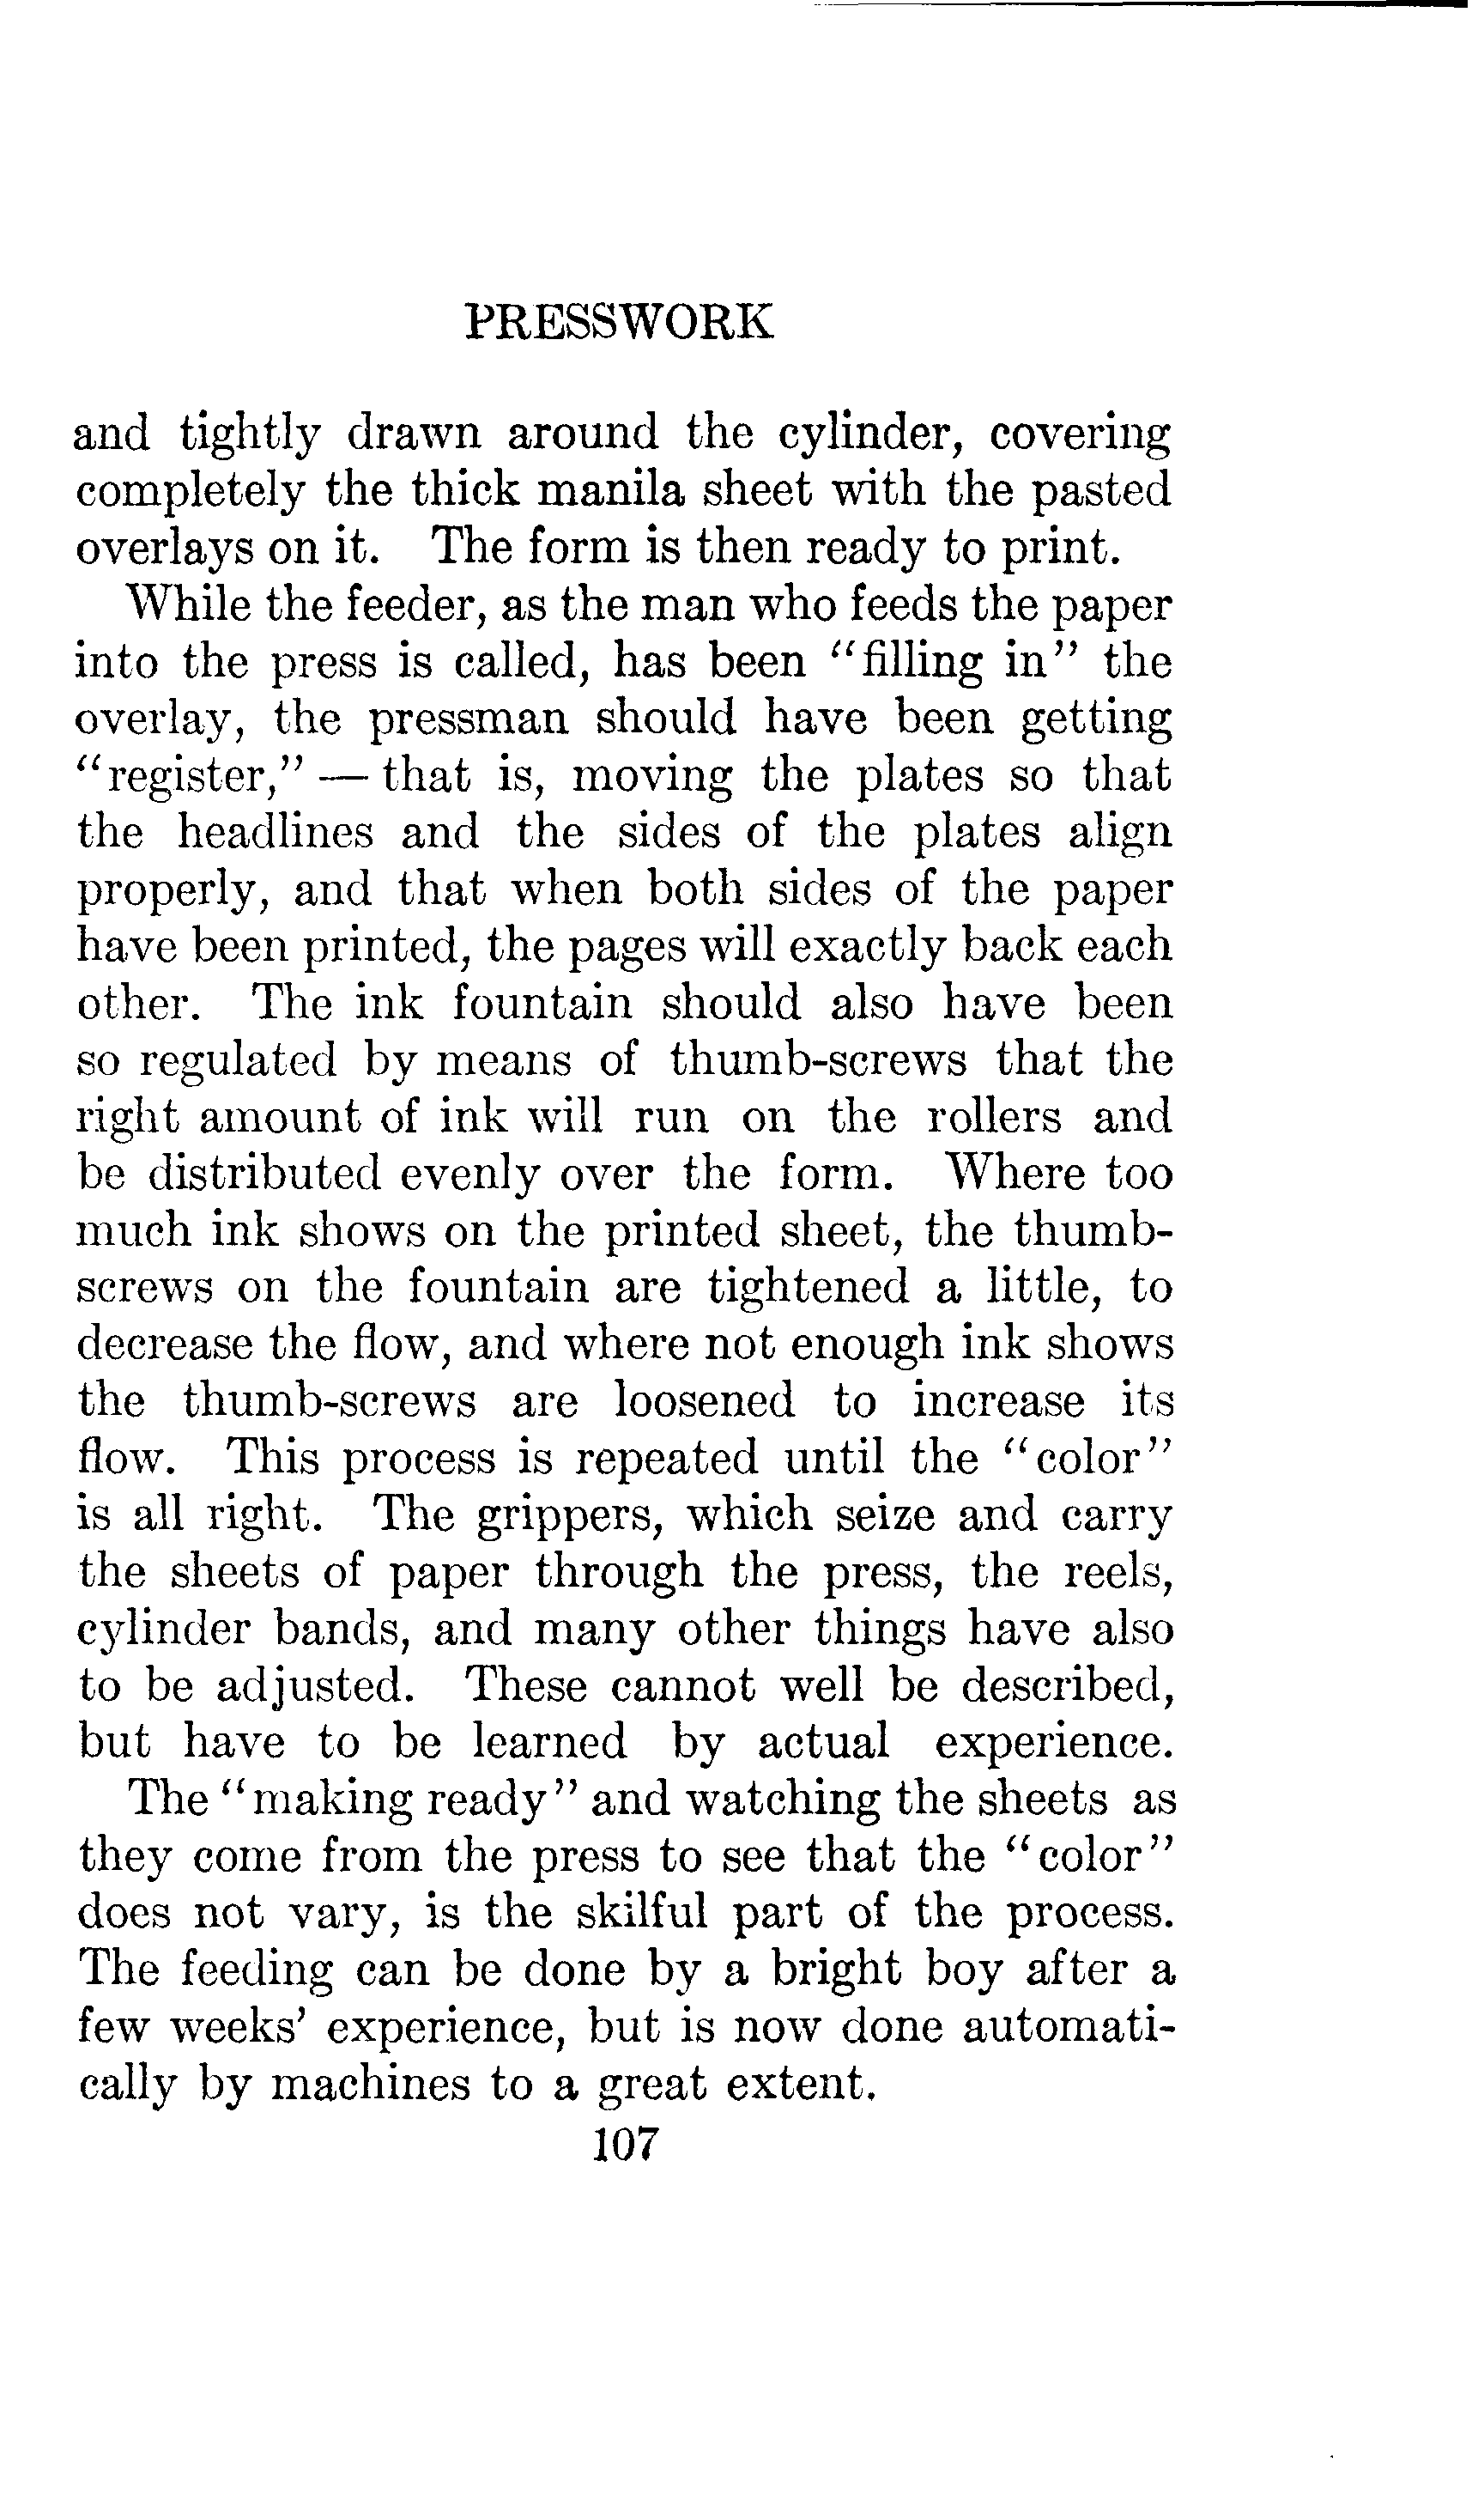 PRESSWORK
and tightly drawn around the cylinder, covering
completely the thick manila sheet with the pasted
overlays on it. The form is then ready to print.
While the feeder, as the man who feeds the paper
into the press is called, has been "filling in" the
overlay, the pressman should have been getting
"register," — that is, moving the plates so that
the headlines and the sides of the plates align
properly, and that when both sides of the paper
have been printed, the pages will exactly back each
other. The ink fountain should also have been
so regulated by means of thumb-screws that the
right amount of ink will run on the rollers and
be distributed evenly over the form. Where too
much ink shows on the printed sheet, the thumb-
screws on the fountain are tightened a little, to
decrease the flow, and where not enough ink shows
the thumb-screws are loosened to increase its
flow. This process is repeated until the "color"
is all right. The grippers, which seize and carry
the sheets of paper through the press, the reels,
cylinder bands, and many other things have also
to be adjusted. These cannot well be described,
but have to be learned by actual experience.
The "making ready" and watching the sheets as
they come from the press to see that the "color"
does not vary, is the skilful part of the process.
The feeding can be done by a bright boy after a
few weeks' experience, but is now done automati-
cally by machines to a great extent.
107